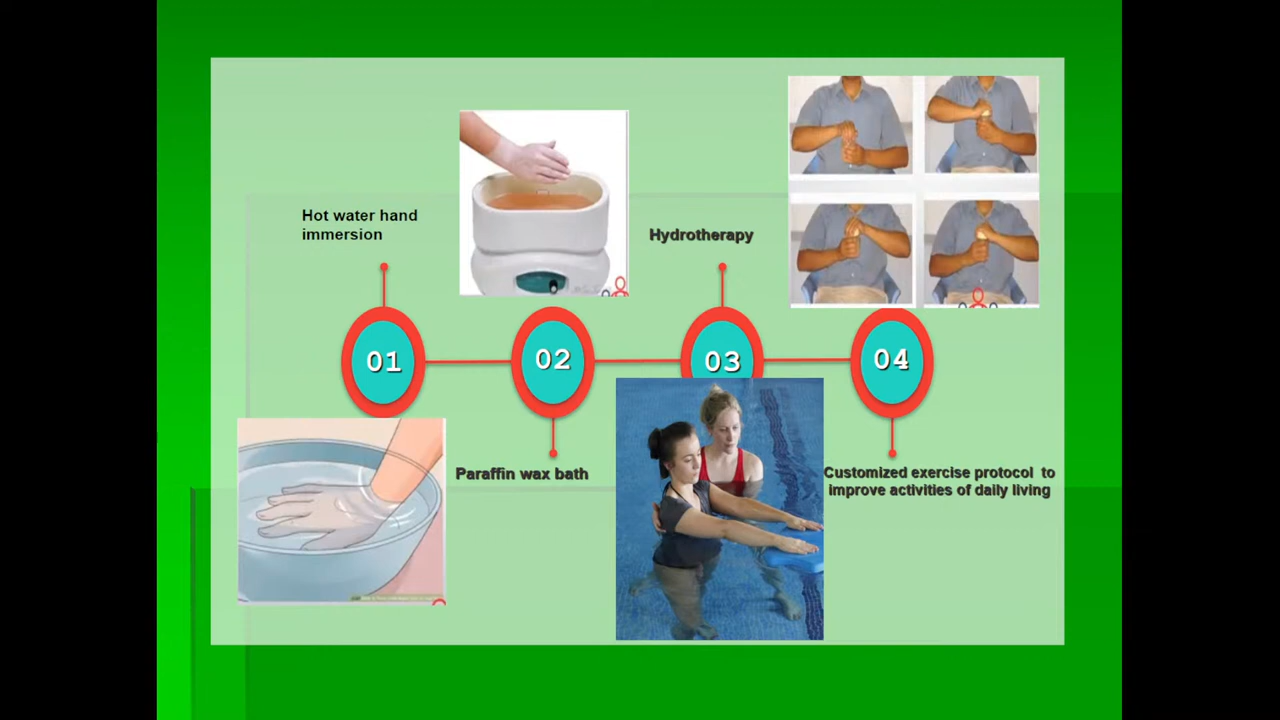 Hot water hand
immersion
Hydrotherapy
01
02
03
04
Paraffin wax bath
Customized exercise protocol to
improve activities of daily living